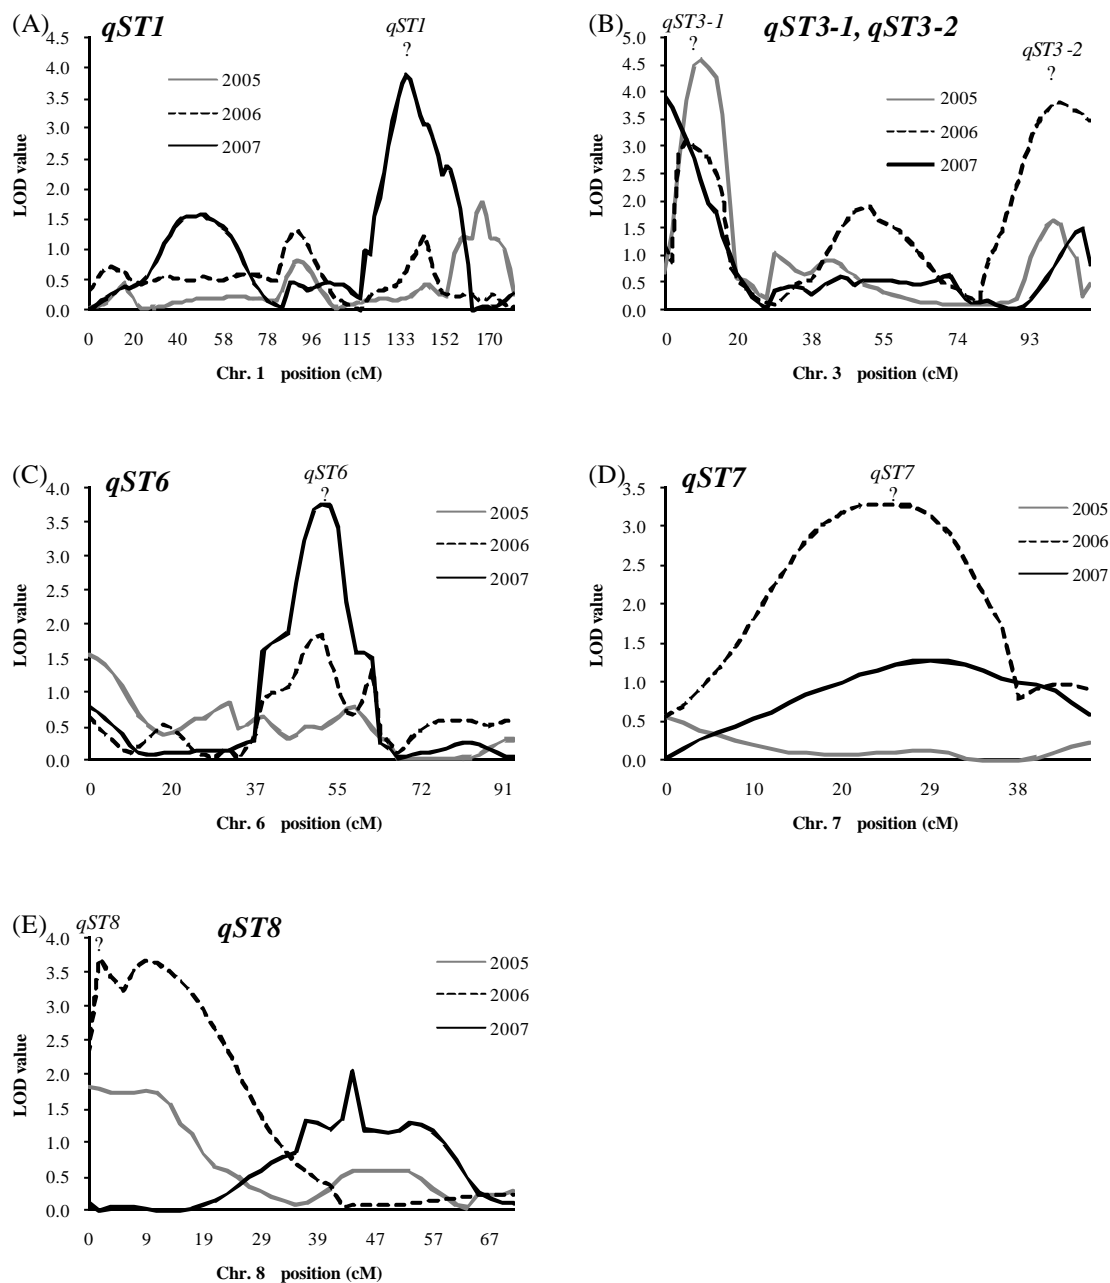 (A) qST1
qST1
?
4.5
4.0
3.5
3.0
2.5
2.0
1.5
1.0
0.5
0.0
LOD value
2005
2006
2007
0 20 40 58 78 96 115 133 152 170
Chr. 1 position (cM)
(B) qST3-1, qST3-2
qST3-1
?
qST3-2
?
5.0
4.5
4.0
3.5
3.0
2.5
2.0
1.5
1.0
0.5
0.0
LOD value
2005
2006
2007
0 20 38 55 74 93
Chr. 3 position (cM)
(C) qST6
qST6
?
4.0
3.5
3.0
2.5
2.0
1.5
1.0
0.5
0.0
LOD value
2005
2006
2007
0 20 37 55 72 91
Chr. 6 position (cM)
(D) qST7
qST7
?
3.5
3.0
2.5
2.0
1.5
1.0
0.5
0.0
LOD value
2005
2006
2007
0 10 20 29 38
Chr. 7 position (cM)
(E) qST8
qST8
?
4.0
3.5
3.0
2.5
2.0
1.5
1.0
0.5
0.0
LOD value
2005
2006
2007
0 9 19 29 39 47 57 67
Chr. 8 position (cM)